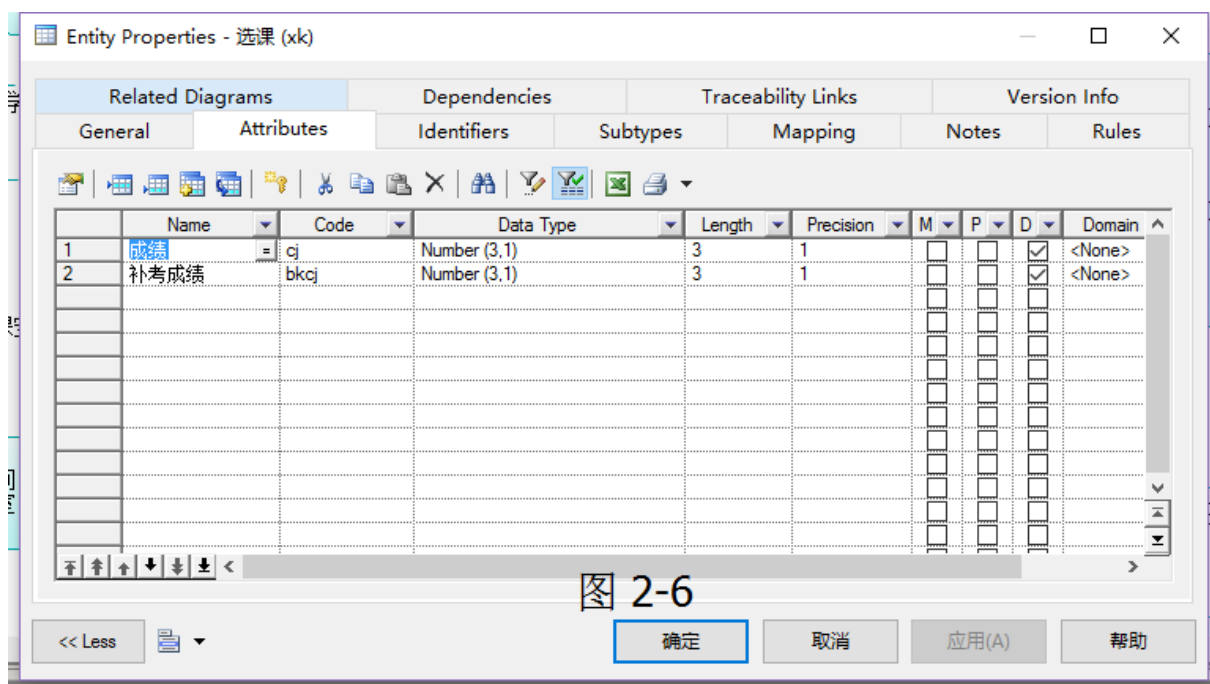 Entity Properties - 选课 (xk)
Related Diagrams Dependencies Traceability Links Version Info
General Attributes Identifiers Subtypes Mapping Notes Rules
Name Code Data Type Length Precision M P D Domain
1 成绩 = cj Number (3,1) 3 1 <None>
2 补考成绩 bkcj Number (3,1) 3 1 <None>
图 2-6
<< Less 确定 取消 应用(A) 帮助